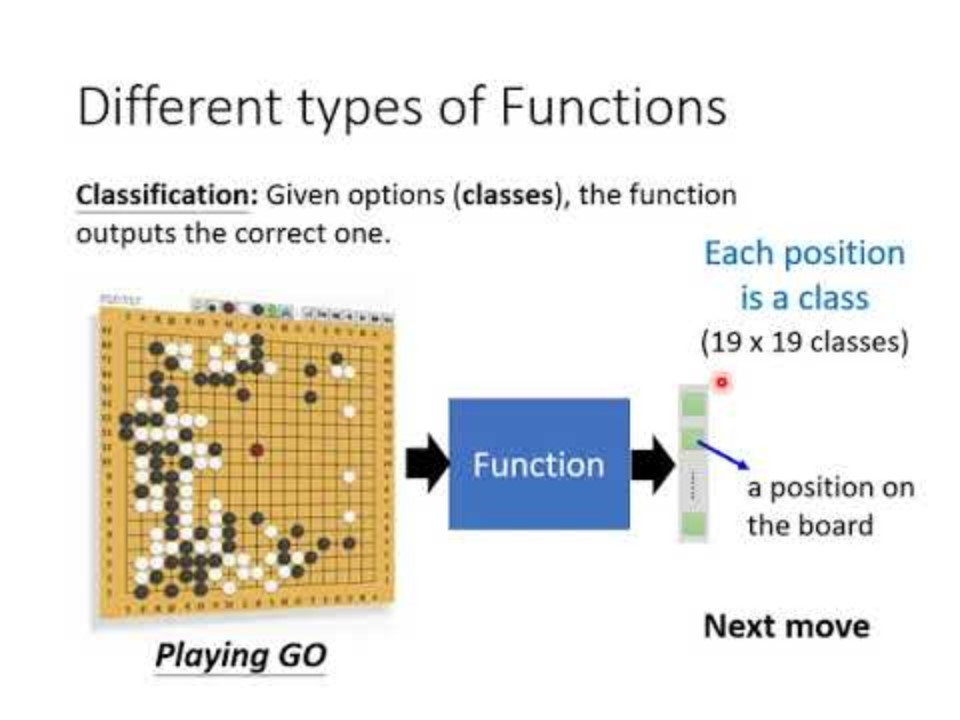 Different types of Functions
Classification: Given options (classes), the function
outputs the correct one.
Each position
is a class
(19 x 19 classes)
Function
a position on
the board
Next move
Playing GO